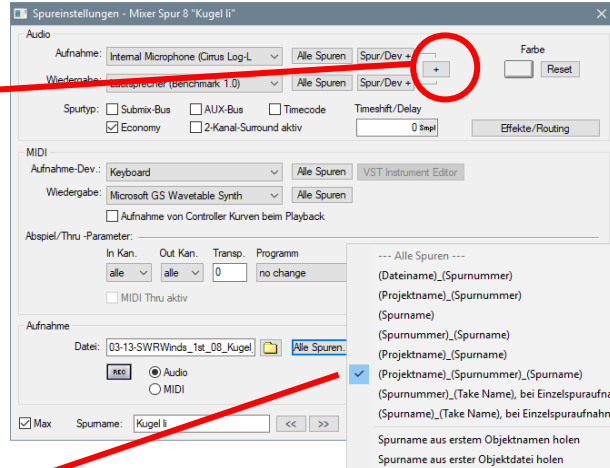 Spureinstellungen - Mixer Spur 8 "Kugel li"
Audio
Aufnahme: Internal Microphone (Cirrus Log-L Alle Spuren Spur/Dev + Farbe
+ Reset
Wiedergabe: Lautsprecher (Benchmark 1.0) Alle Spuren Spur/Dev +
Spurtyp: Submix-Bus AUX-Bus Timecode Timeshift/Delay
Economy 2-Kanal-Surround aktiv 0 Smpl Effekte/Routing
MIDI
Aufnahme-Dev.: Keyboard Alle Spuren VST Instrument Editor
Wiedergabe: Microsoft GS Wavetable Synth Alle Spuren
Aufnahme von Controller Kurven beim Playback
Abspiel/Thru -Parameter:
In Kan. Out Kan. Transp. Programm
alle alle 0 no change
MIDI Thru aktiv
Aufnahme
Datei: 03-13-SWRWinds_1st_08_Kugel Alle Spuren.
REC Audio
MIDI
Max Spurname: Kugel li << >>
--- Alle Spuren ---
(Dateiname)_(Spurnummer)
(Projektname)_(Spurnummer)
(Spurname)
(Spurnummer)_(Spurname)
(Projektname)_(Spurname)
(Projektname)_(Spurnummer)_(Spurname)
(Spurnummer)_(Take Name), bei Einzelspuraufna
(Spurname)_(Take Name), bei Einzelspuraufnahm
Spurname aus erstem Objektnamen holen
Spurname aus erster Objektdatei holen